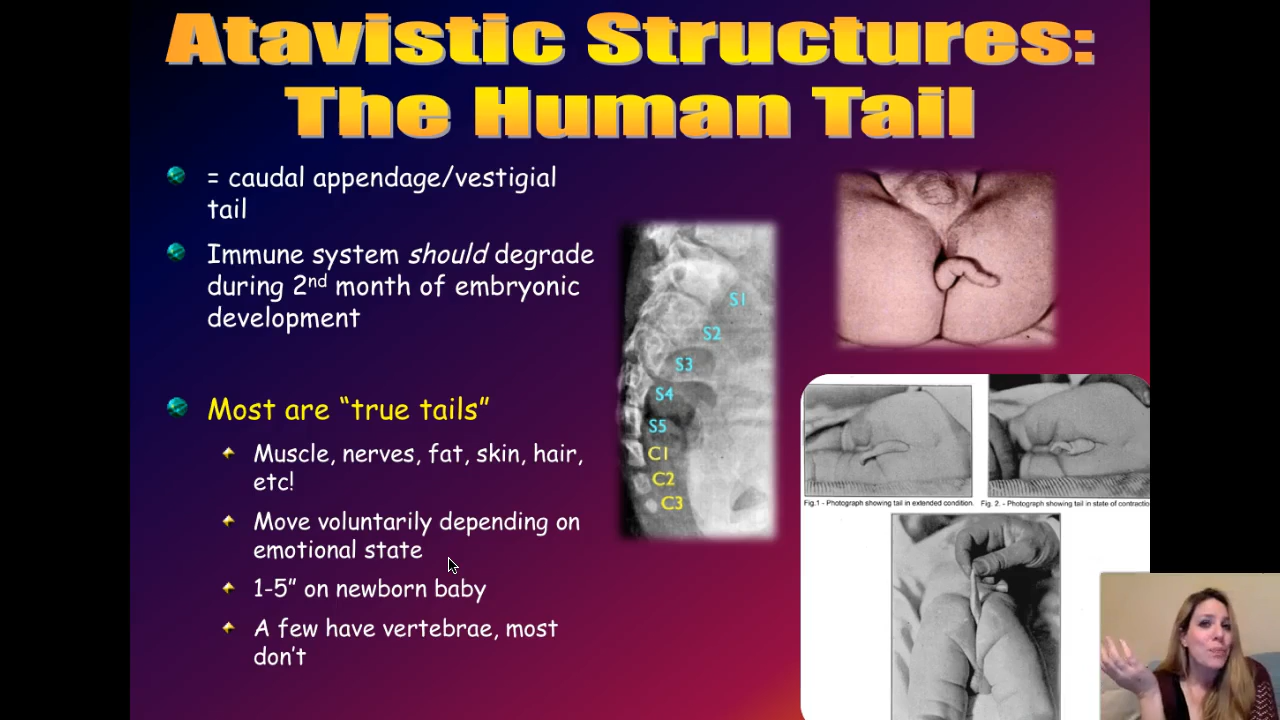 Atavistic Structures:
The Human Tail
= caudal appendage/vestigial
tail
Immune system should degrade
during 2nd month of embryonic
development
Most are “true tails”
Muscle, nerves, fat, skin, hair,
etc!
Move voluntarily depending on
emotional state
1-5” on newborn baby
A few have vertebrae, most
don’t
S1
S2
S3
S4
S5
C1
C2
C3
Fig.1 - Photograph showing tail in extended condition.
Fig. 2. - Photograph showing tail in state of contractio